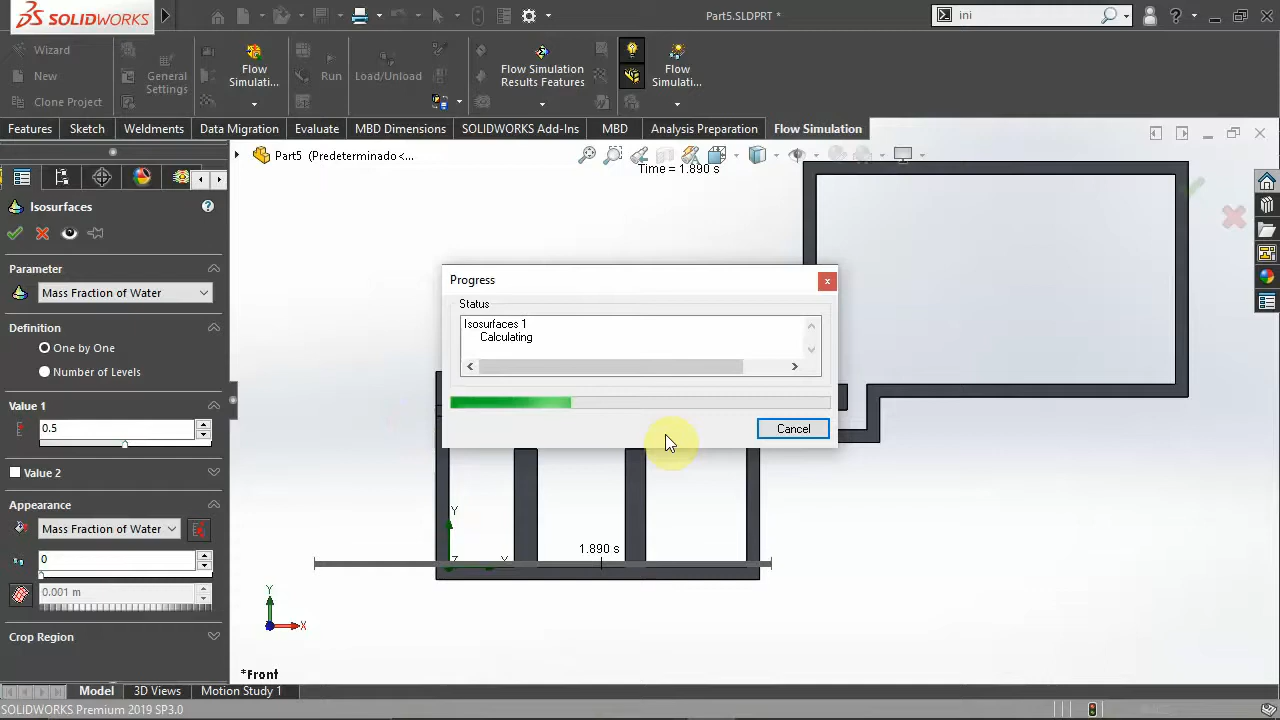 SOLIDWORKS
Part5.SLDPRT *
ini
Wizard
New
Clone Project
General
Settings
Flow
Simulati...
Run
Load/Unload
Flow Simulation
Results Features
Flow
Simulati...
Features
Sketch
Weldments
Data Migration
Evaluate
MBD Dimensions
SOLIDWORKS Add-Ins
MBD
Analysis Preparation
Flow Simulation
Part5 (Predeterminado<...
Time = 1.890 s
Isosurfaces
Parameter
Mass Fraction of Water
Definition
One by One
Number of Levels
Value 1
0.5
Value 2
Appearance
Mass Fraction of Water
0
0.001 m
Crop Region
Progress
Status
Isosurfaces 1
Calculating
Cancel
Y
1.890 s
Y
X
*Front
Model
3D Views
Motion Study 1
SOLIDWORKS Premium 2019 SP3.0